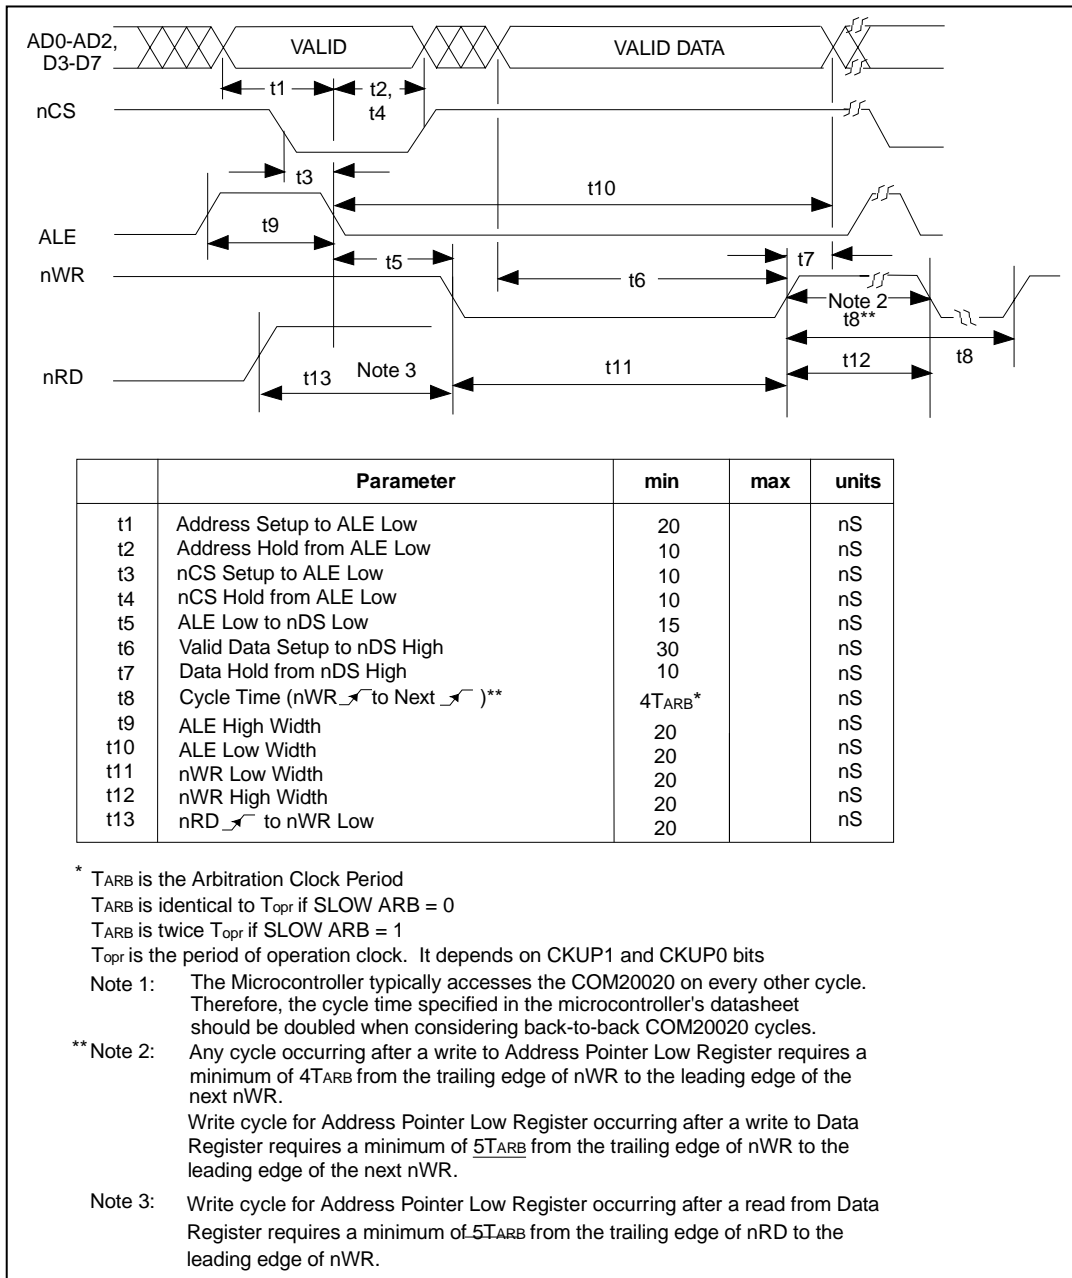 AD0-AD2,
D3-D7
VALID
VALID DATA
t1
t2,
t4
nCS
t3
t10
ALE
t9
t5
t7
nWR
t6
Note 2
t8**
t8
nRD
t13
Note 3
t11
t12
Parameter min max units
t1 Address Setup to ALE Low 20 nS
t2 Address Hold from ALE Low 10 nS
t3 nCS Setup to ALE Low 10 nS
t4 nCS Hold from ALE Low 10 nS
t5 ALE Low to nDS Low 15 nS
t6 Valid Data Setup to nDS High 30 nS
t7 Data Hold from nDS High 10 nS
t8 Cycle Time (nWR to Next )** 4TARB* nS
t9 ALE High Width 20 nS
t10 ALE Low Width 20 nS
t11 nWR Low Width 20 nS
t12 nWR High Width 20 nS
t13 nRD to nWR Low 20 nS
* TARB is the Arbitration Clock Period
TARB is identical to Topr if SLOW ARB = 0
TARB is twice Topr if SLOW ARB = 1
Topr is the period of operation clock. It depends on CKUP1 and CKUP0 bits
Note 1: The Microcontroller typically accesses the COM20020 on every other cycle.
Therefore, the cycle time specified in the microcontroller's datasheet
should be doubled when considering back-to-back COM20020 cycles.
**Note 2: Any cycle occurring after a write to Address Pointer Low Register requires a
minimum of 4TARB from the trailing edge of nWR to the leading edge of the
next nWR.
Write cycle for Address Pointer Low Register occurring after a write to Data
Register requires a minimum of 5TARB from the trailing edge of nWR to the
leading edge of the next nWR.
Note 3: Write cycle for Address Pointer Low Register occurring after a read from Data
Register requires a minimum of 5TARB from the trailing edge of nRD to the
leading edge of nWR.